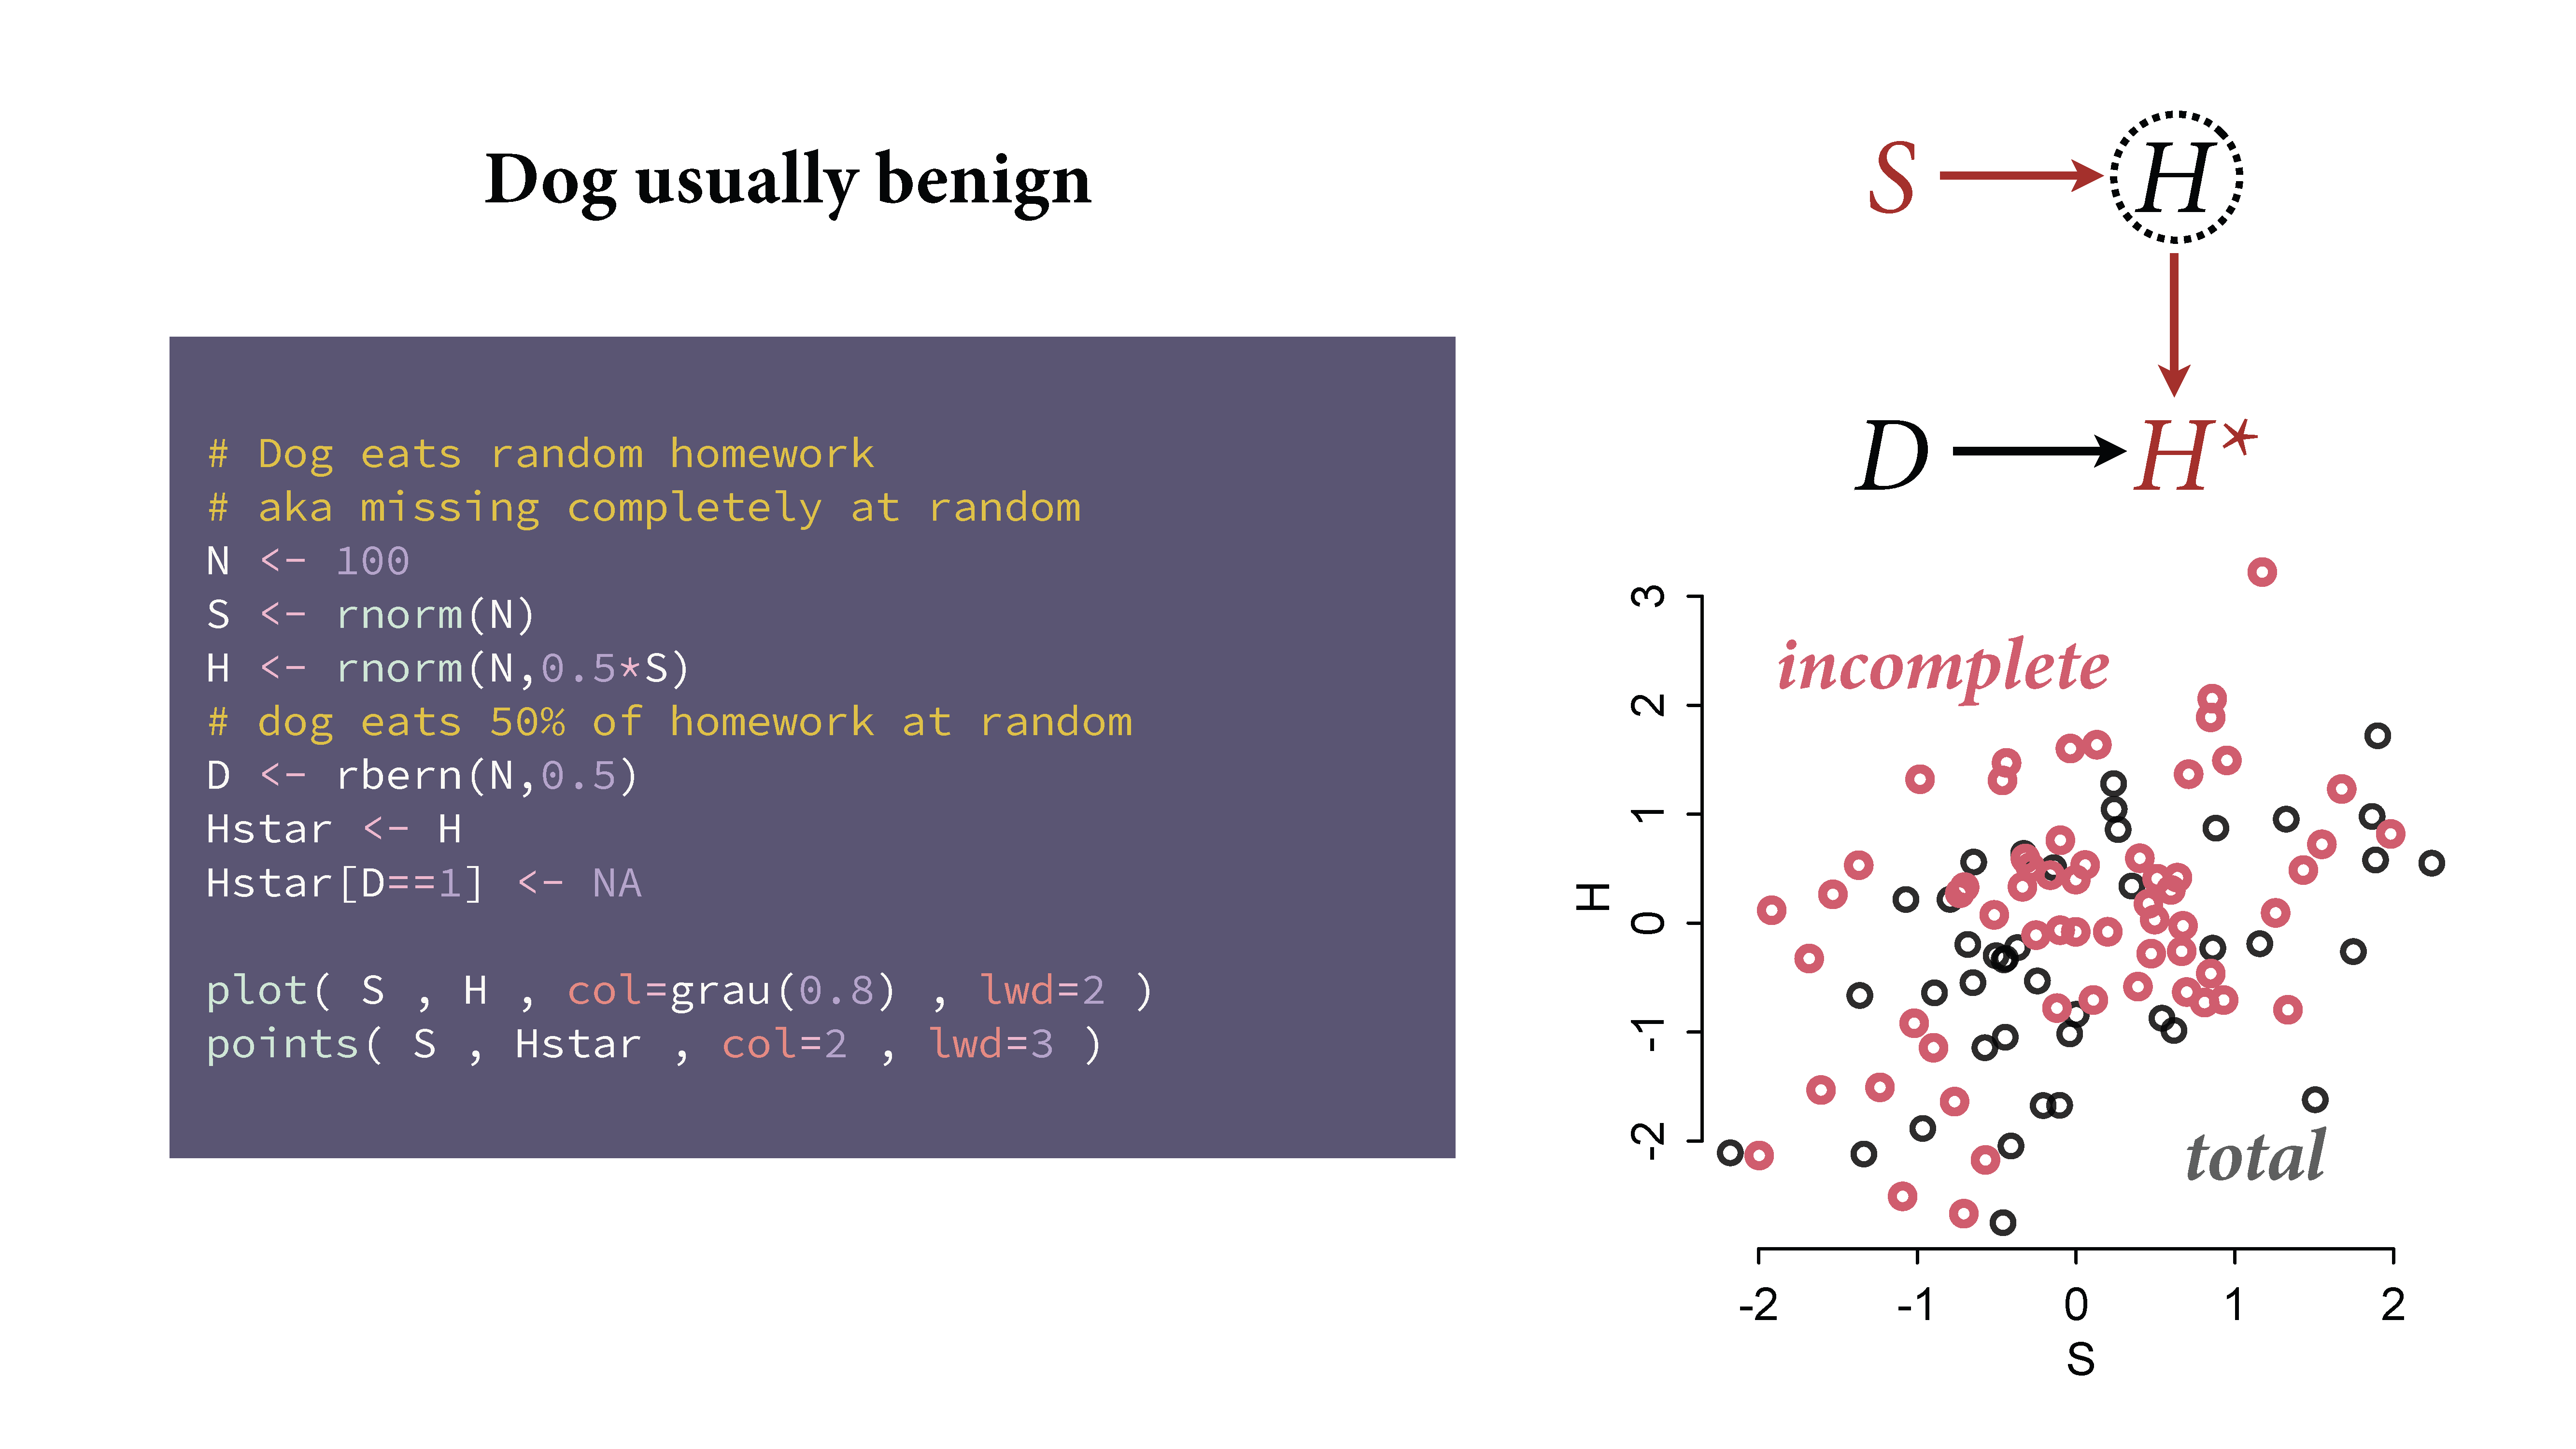 Dog usually benign
# Dog eats random homework
# aka missing completely at random
N <- 100
S <- rnorm(N)
H <- rnorm(N,0.5*S)
# dog eats 50% of homework at random
D <- rbern(N,0.5)
Hstar <- H
Hstar[D==1] <- NA
plot( S , H , col=grau(0.8) , lwd=2 )
points( S , Hstar , col=2 , lwd=3 )
S H
D H*
incomplete
total
3
2
1
0
-1
-2
H
-2 -1 0 1 2
S